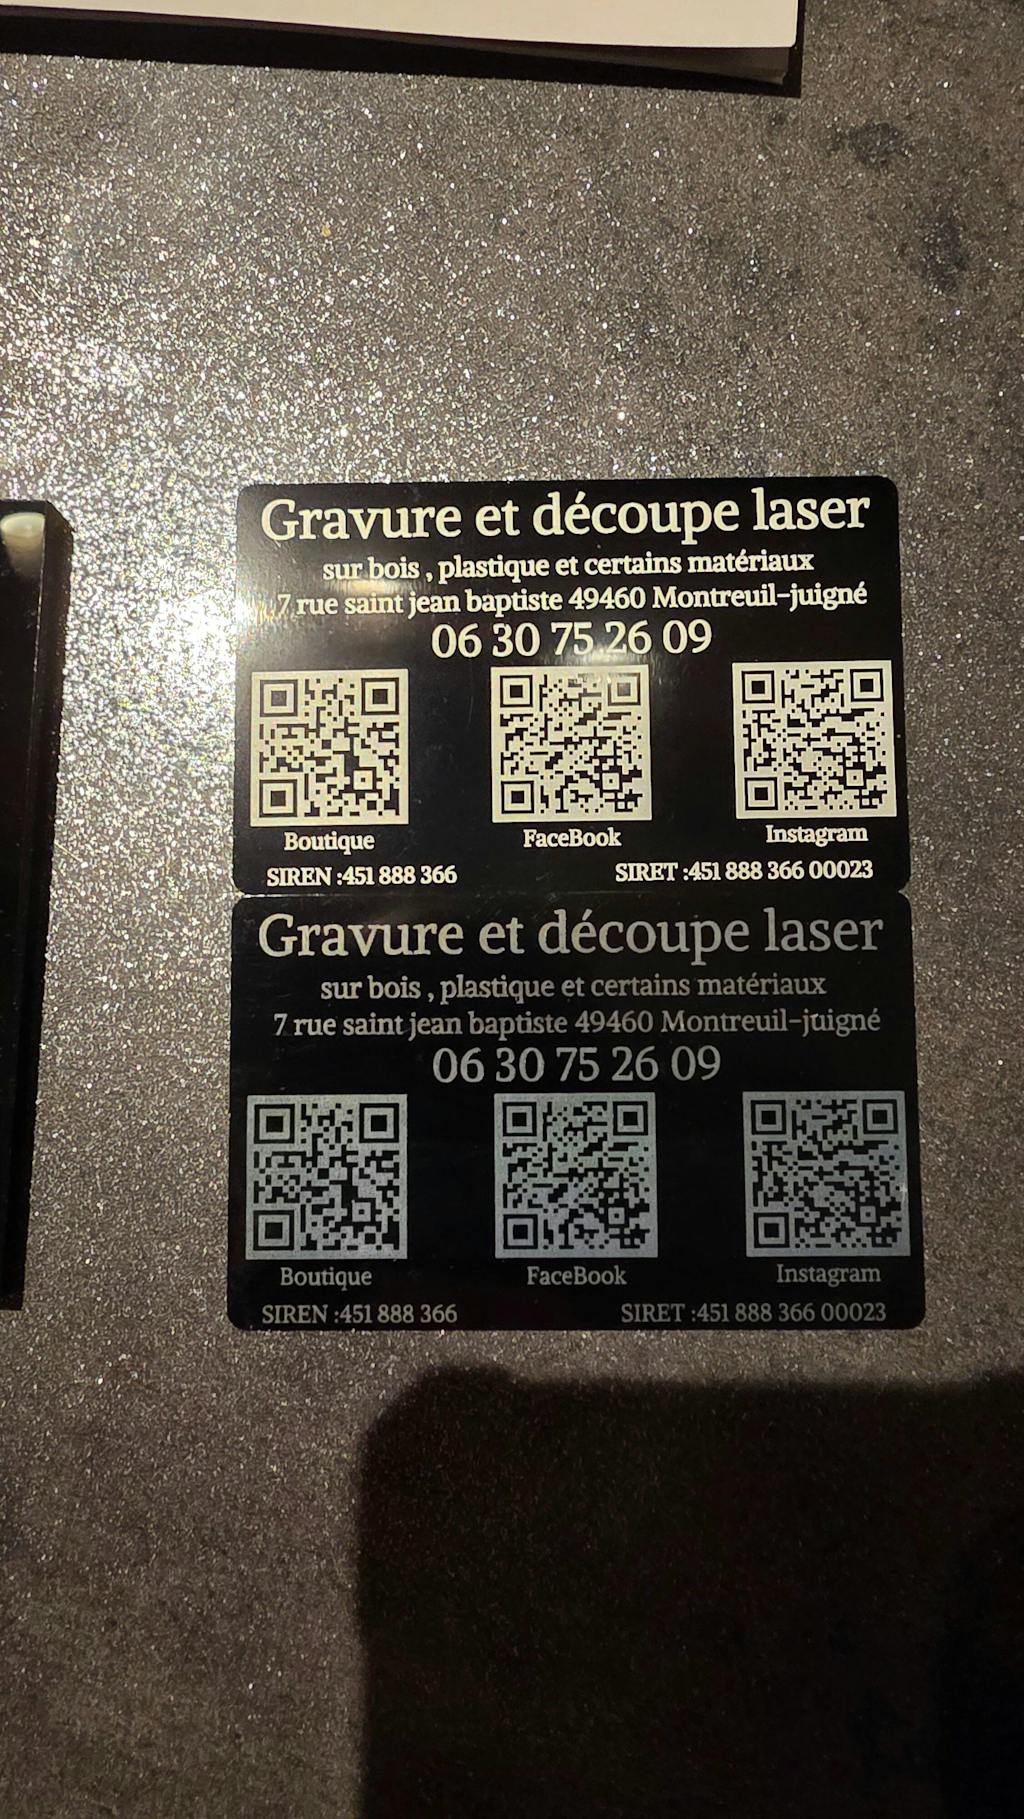 Gravure et découpe laser
sur bois , plastique et certains matériaux
7 rue saint jean baptiste 49460 Montreuil-juigné
06 30 75 26 09
Boutique FaceBook Instagram
SIREN :451 888 366 SIRET :451 888 366 00023
Gravure et découpe laser
sur bois , plastique et certains matériaux
7 rue saint jean baptiste 49460 Montreuil-juigné
06 30 75 26 09
Boutique FaceBook Instagram
SIREN :451 888 366 SIRET :451 888 366 00023